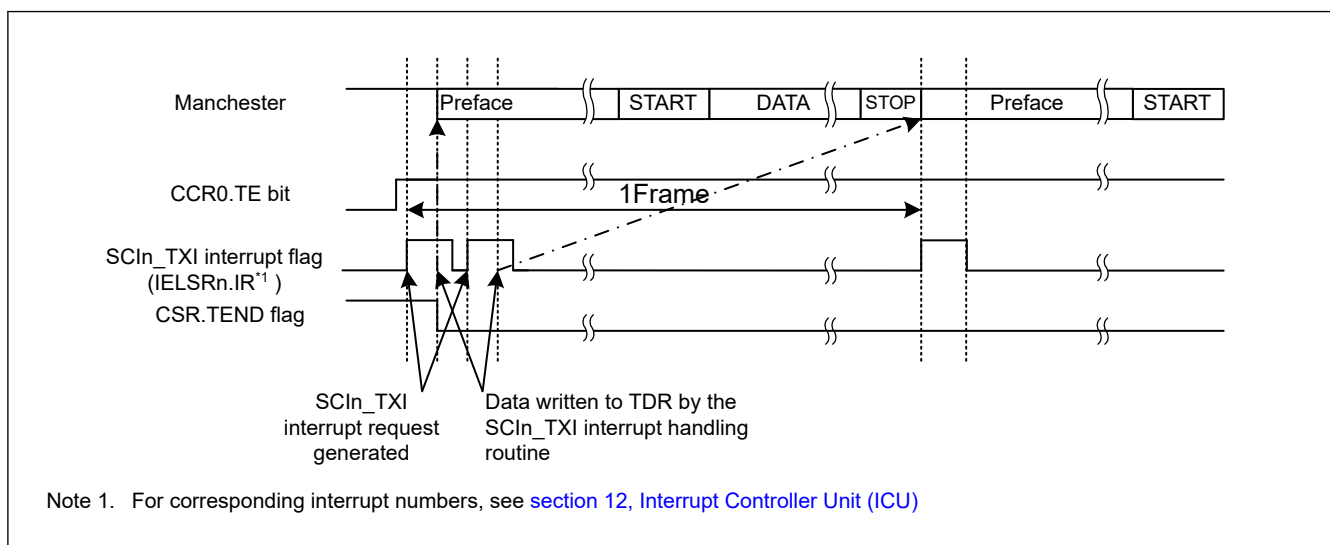 Manchester
Preface
START
DATA
STOP
Preface
START
CCR0.TE bit
1Frame
SCIn_TXI interrupt flag
(IELSRn.IR*1 )
CSR.TEND flag
SCIn_TXI
interrupt request
generated
Data written to TDR by the
SCIn_TXI interrupt handling
routine
Note 1. For corresponding interrupt numbers, see section 12, Interrupt Controller Unit (ICU)